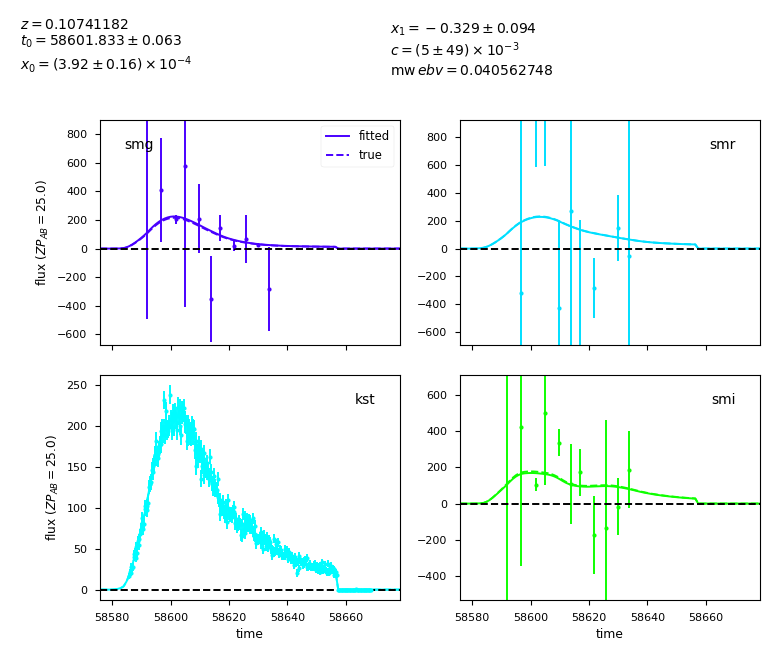 z = 0.10741182
t₀ = 58601.833 ± 0.063
x₀ = (3.92 ± 0.16) × 10⁻⁴
x₁ = −0.329 ± 0.094
c = (5 ± 49) × 10⁻³
mw ebv = 0.040562748
smg
fitted
true
800
600
400
200
0
−200
−400
−600
flux (ZP_AB = 25.0)
smr
800
600
400
200
0
−200
−400
−600
kst
250
200
150
100
50
0
flux (ZP_AB = 25.0)
58580 58600 58620 58640 58660
time
smi
600
400
200
0
−200
−400
58580 58600 58620 58640 58660
time